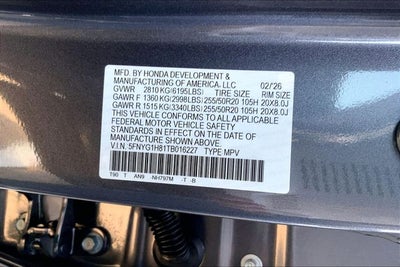 MFD. BY HONDA DEVELOPMENT &
MANUFACTURING OF AMERICA, LLC 02/26
GVWR 2810 KG(6195LBS) TIRE SIZE RIM SIZE
GAWR F 1360 KG(2998LBS) 255/50R20 105H 20X8.0J
GAWR R 1515 KG(3340LBS) 255/50R20 105H 20X8.0J
THIS VEHICLE CONFORMS TO ALL APPLICABLE
FEDERAL MOTOR VEHICLE SAFETY
STANDARDS IN EFFECT ON THE DATE OF
MANUFACTURE SHOWN ABOVE.
V.I.N. 5FNYG1H81TB016227 TYPE MPV
T90 T AN9 NH797M -T -B